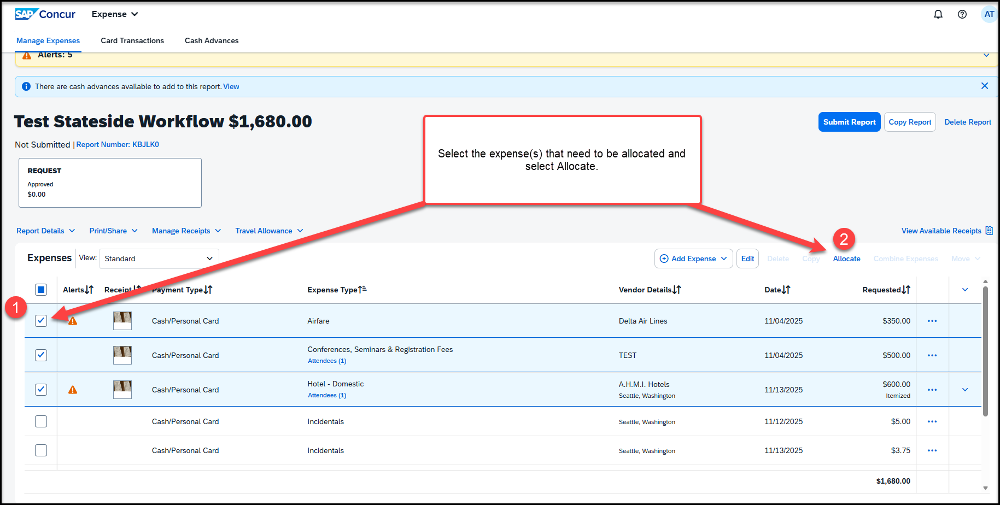 SAP Concur Expense
AT
Manage Expenses Card Transactions Cash Advances
Alerts: 5
There are cash advances available to add to this report. View
Test Stateside Workflow $1,680.00
Submit Report Copy Report Delete Report
Not Submitted | Report Number: KBJLK0
Select the expense(s) that need to be allocated and
select Allocate.
REQUEST
Approved
$0.00
Report Details Print/Share Manage Receipts Travel Allowance View Available Receipts
2
Expenses View: Standard Add Expense Edit Delete Copy Allocate Combine Expenses Move
Alerts Receipt Payment Type Expense Type Vendor Details Date Requested
1
Cash/Personal Card Airfare Delta Air Lines 11/04/2025 $350.00
Cash/Personal Card Conferences, Seminars & Registration Fees TEST 11/04/2025 $500.00
Attendees (1)
Cash/Personal Card Hotel - Domestic A.H.M.I. Hotels 11/13/2025 $600.00
Attendees (1) Seattle, Washington Itemized
Cash/Personal Card Incidentals Seattle, Washington 11/12/2025 $5.00
Cash/Personal Card Incidentals Seattle, Washington 11/13/2025 $3.75
$1,680.00